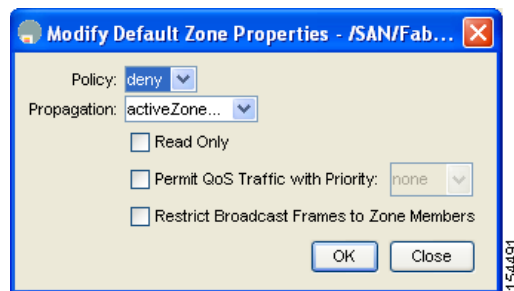 Modify Default Zone Properties - /SAN/Fab...
Policy: deny
Propagation: activeZone...
Read Only
Permit QoS Traffic with Priority: none
Restrict Broadcast Frames to Zone Members
OK Close
154491